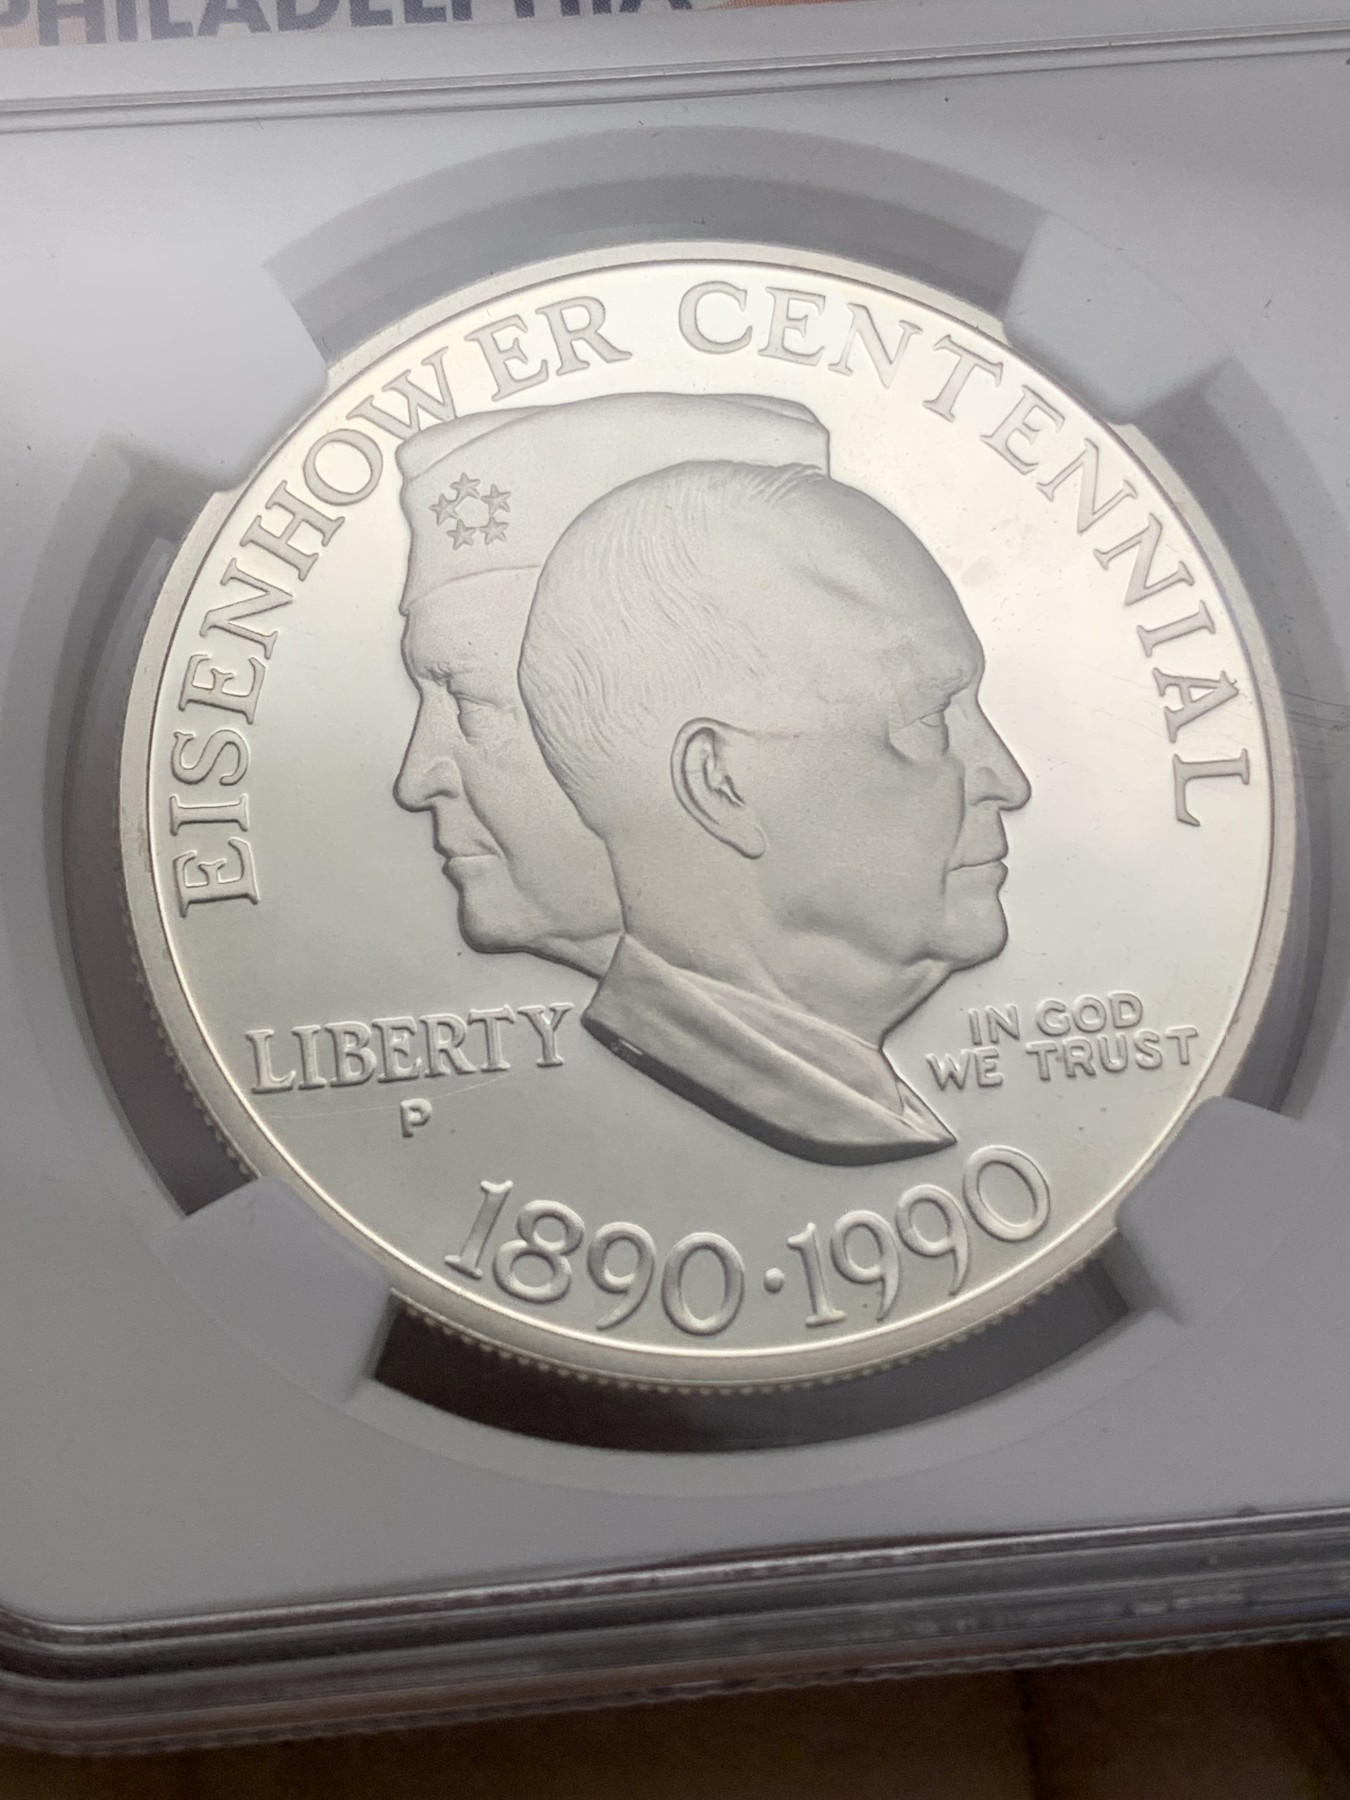 PHILADELPHIA
EISENHOWER CENTENNIAL
LIBERTY
P
IN GOD
WE TRUST
1890·1990